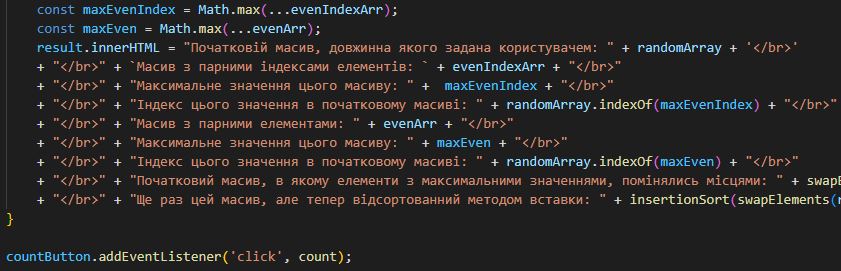 const maxEvenIndex = Math.max(...evenIndexArr);
const maxEven = Math.max(...evenArr);
result.innerHTML = "Початковій масив, довжинна якого задана користувачем: " + randomArray + '</br>'
+ "</br>" + `Масив з парними індексами елементів: ` + evenIndexArr + "</br>"
+ "</br>" + "Максимальне значення цього масиву: " +  maxEvenIndex + "</br>"
+ "</br>" + "Індекс цього значення в початковому масиві: " + randomArray.indexOf(maxEvenIndex) + "</br>"
+ "</br>" + "Масив з парними елементами: " + evenArr + "</br>"
+ "</br>" + "Максимальне значення цього масиву: " + maxEven + "</br>"
+ "</br>" + "Індекс цього значення в початковому масиві: " + randomArray.indexOf(maxEven) + "</br>"
+ "</br>" + "Початковий масив, в якому елементи з максимальними значеннями, помінялись місцями: " + swap
+ "</br>" + "Ще раз цей масив, але тепер відсортованний методом вставки: " + insertionSort(swapElements(
}
countButton.addEventListener('click', count);